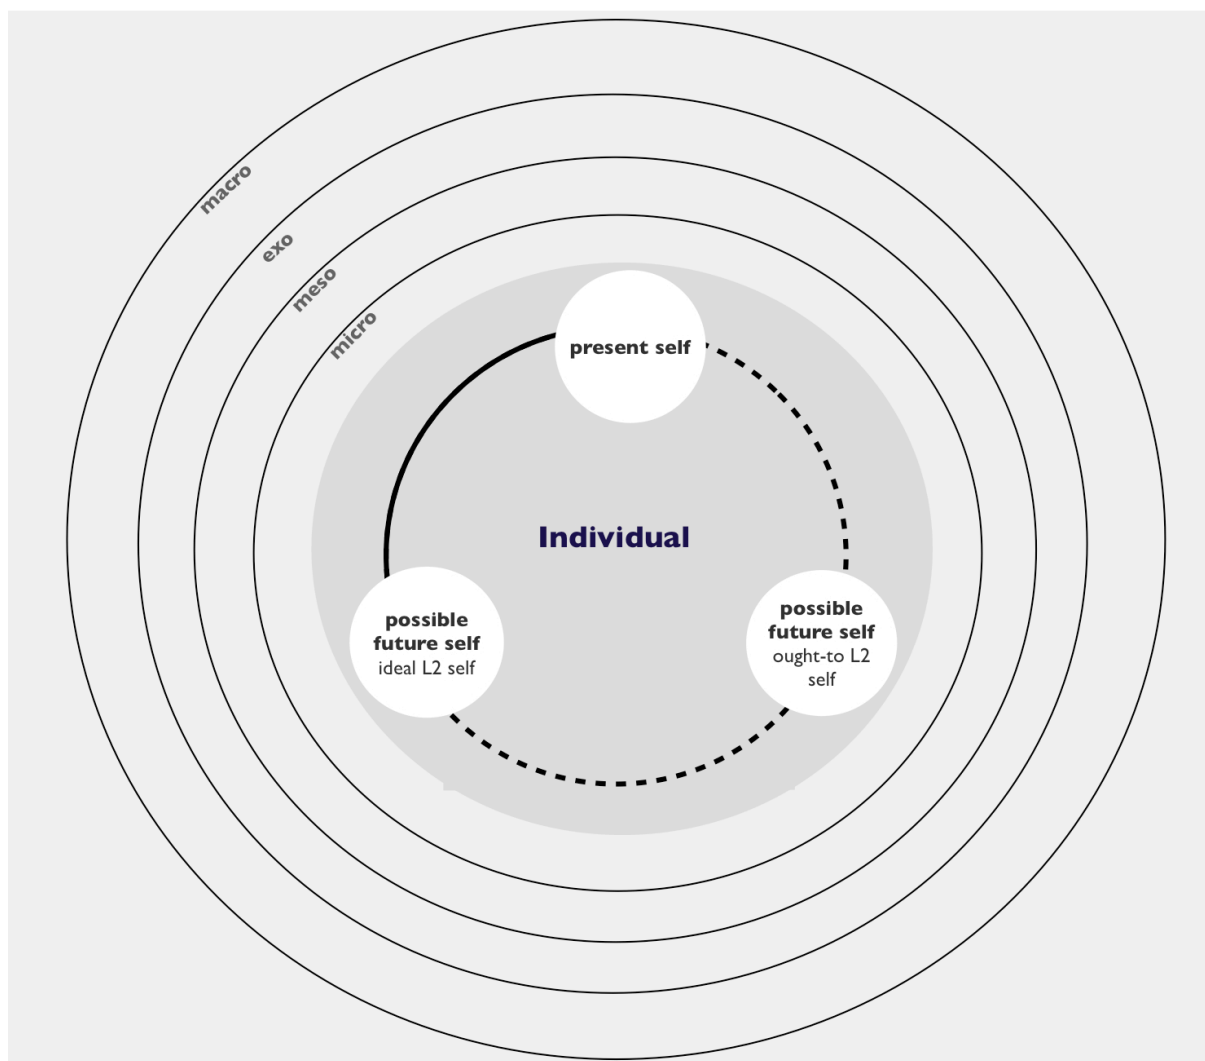 macro
exo
meso
micro
present self
Individual
possible
future self
ideal L2 self
possible
future self
ought-to L2
self